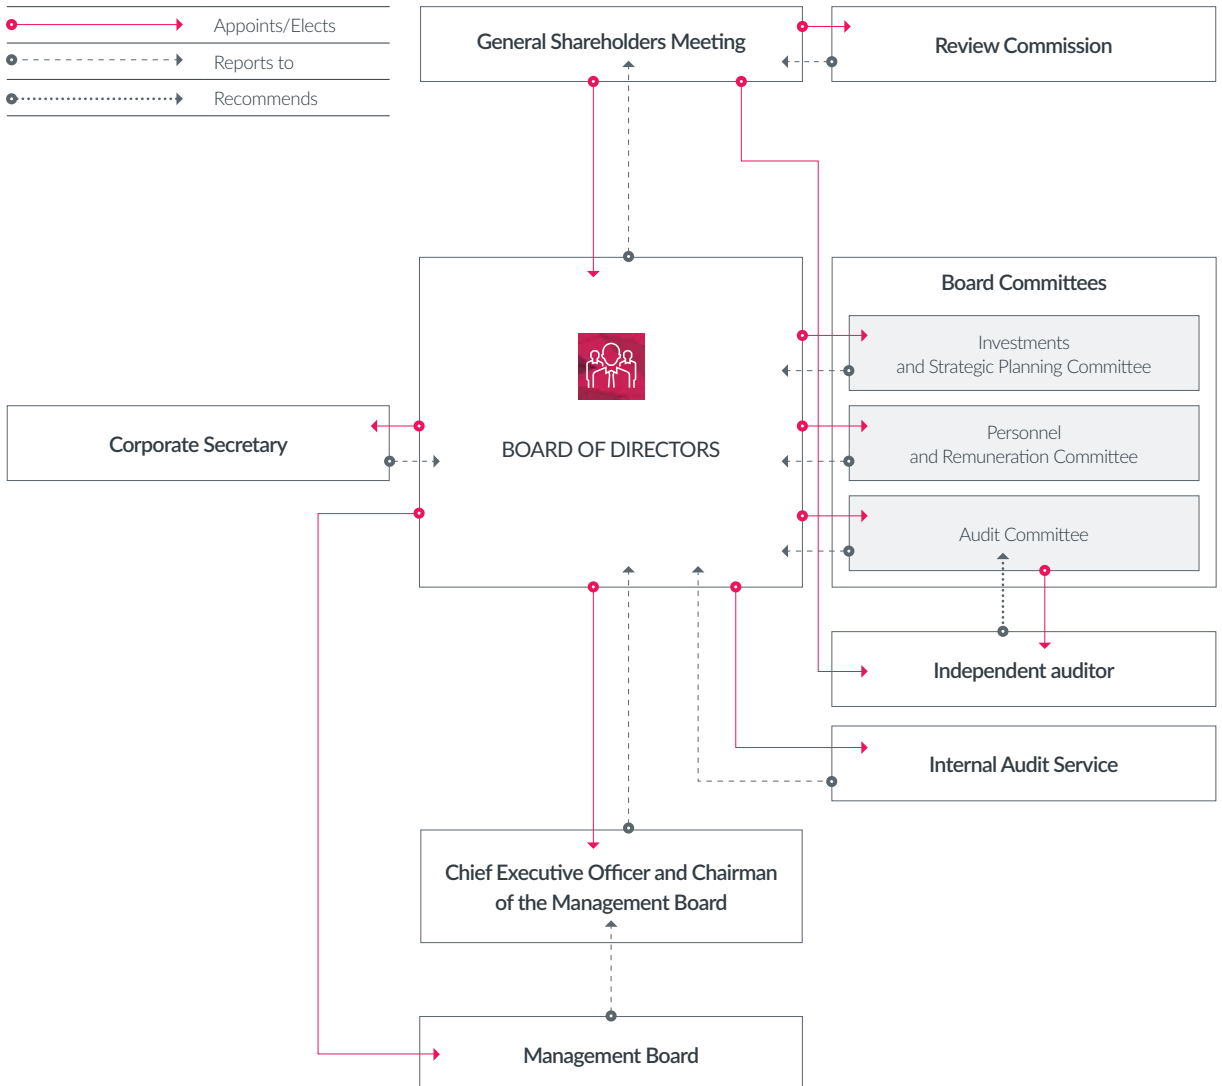 Appoints/Elects
Reports to
Recommends
General Shareholders Meeting
Review Commission
Board Committees
Investments
and Strategic Planning Committee
Personnel
and Remuneration Committee
Audit Committee
BOARD OF DIRECTORS
Corporate Secretary
Independent auditor
Internal Audit Service
Chief Executive Officer and Chairman
of the Management Board
Management Board